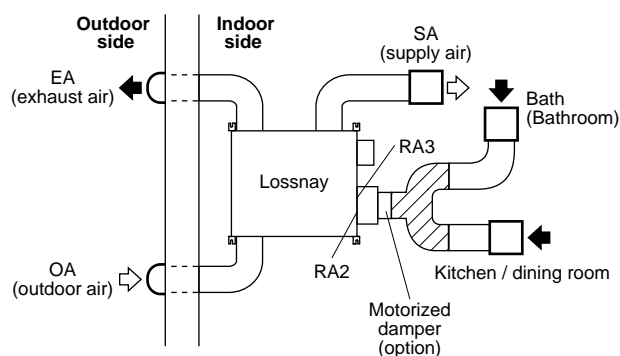 Outdoor
side
Indoor
side
EA
(exhaust air)
SA
(supply air)
Bath
(Bathroom)
RA3
Lossnay
OA
(outdoor air)
RA2
Kitchen / dining room
Motorized
damper
(option)